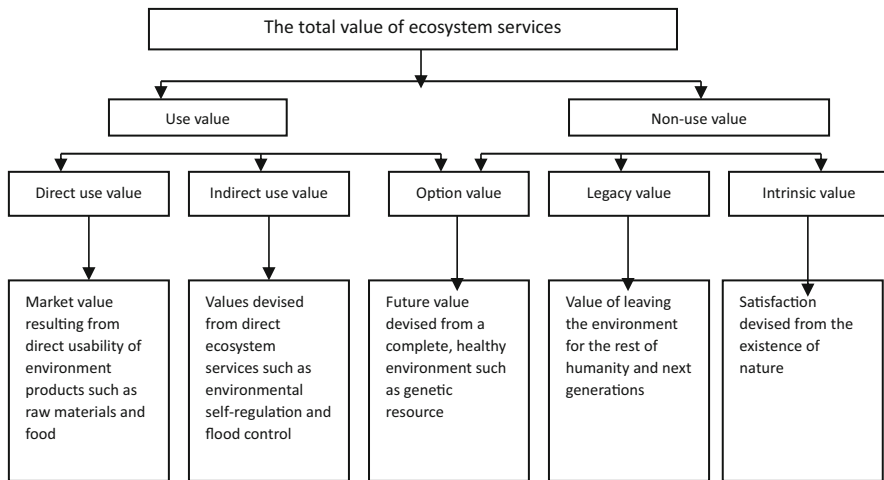 The total value of ecosystem services
Use value
Non-use value
Direct use value
Indirect use value
Option value
Legacy value
Intrinsic value
Market value
resulting from
direct usability of
environment
products such as
raw materials and
food
Values devised
from direct
ecosystem
services such as
environmental
self-regulation and
flood control
Future value
devised from a
complete, healthy
environment such
as genetic
resource
Value of leaving
the environment
for the rest of
humanity and next
generations
Satisfaction
devised from the
existence of
nature